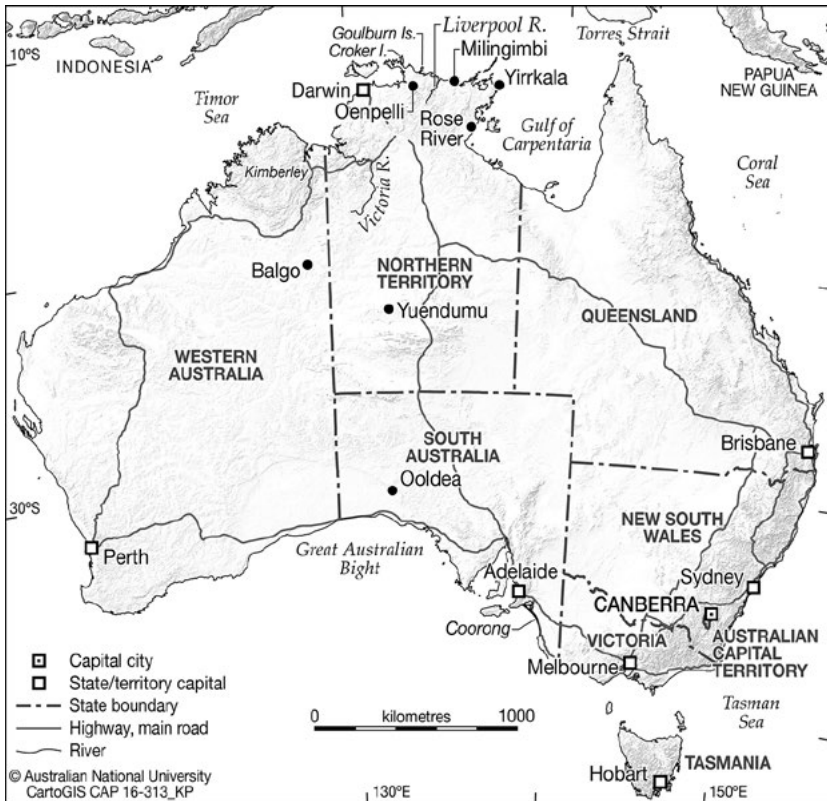 Goulburn Is.
Croker I.
Liverpool R.
Milingimbi
Torres Strait
10°S
INDONESIA
Darwin
Oenpelli
Yirrkala
PAPUA
NEW GUINEA
Timor
Sea
Rose
River
Gulf of
Carpentaria
Coral
Sea
Kimberley
Victoria R.
Balgo
NORTHERN
TERRITORY
Yuendumu
QUEENSLAND
WESTERN
AUSTRALIA
SOUTH
AUSTRALIA
Brisbane
Ooldea
30°S
NEW SOUTH
WALES
Perth
Great Australian
Bight
Adelaide
Sydney
CANBERRA
Coorong
VICTORIA
AUSTRALIAN
CAPITAL
TERRITORY
Melbourne
Capital city
State/territory capital
State boundary
Highway, main road
River
0 kilometres 1000
Tasman
Sea
Hobart
TASMANIA
© Australian National University
CartoGIS CAP 16-313_KP
130°E
150°E